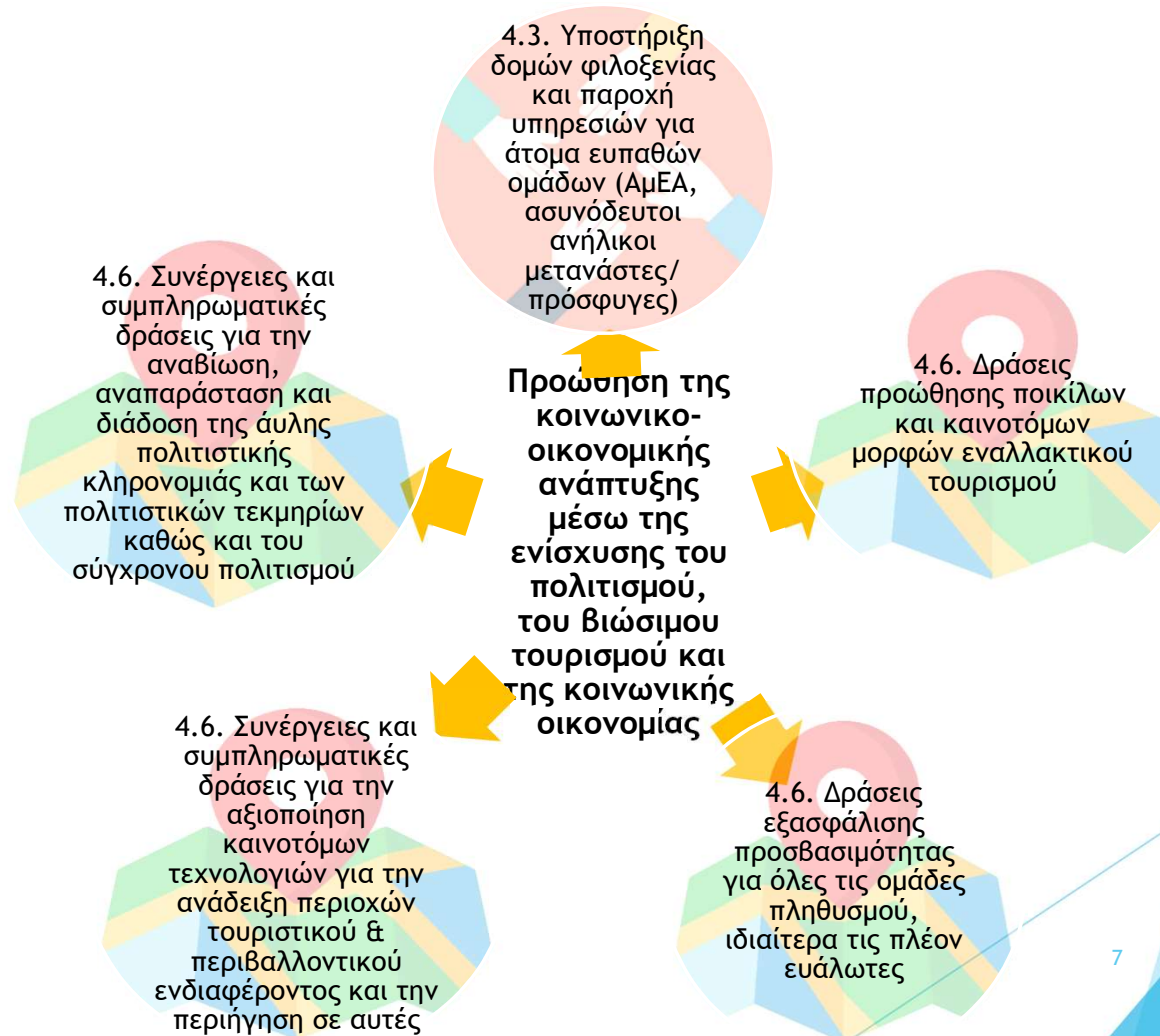 4.3. Υποστήριξη
δομών φιλοξενίας
και παροχή
υπηρεσιών για
άτομα ευπαθών
ομάδων (ΑμΕΑ,
ασυνόδευτοι
ανήλικοι
μετανάστες/
πρόσφυγες)
4.6. Συνέργειες και
συμπληρωματικές
δράσεις για την
αναβίωση,
αναπαράσταση και
διάδοση της άυλης
πολιτιστικής
κληρονομιάς και των
πολιτιστικών τεκμηρίων
καθώς και του
σύγχρονου πολιτισμού
Προώθηση της
κοινωνικο-
οικονομικής
ανάπτυξης
μέσω της
ενίσχυσης του
πολιτισμού,
του βιώσιμου
τουρισμού και
της κοινωνικής
οικονομίας
4.6. Δράσεις
προώθησης ποικίλων
και καινοτόμων
μορφών εναλλακτικού
τουρισμού
4.6. Συνέργειες και
συμπληρωματικές
δράσεις για την
αξιοποίηση
καινοτόμων
τεχνολογιών για την
ανάδειξη περιοχών
τουριστικού &
περιβαλλοντικού
ενδιαφέροντος και την
περιήγηση σε αυτές
4.6. Δράσεις
εξασφάλισης
προσβασιμότητας
για όλες τις ομάδες
πληθυσμού,
ιδιαίτερα τις πλέον
ευάλωτες
7